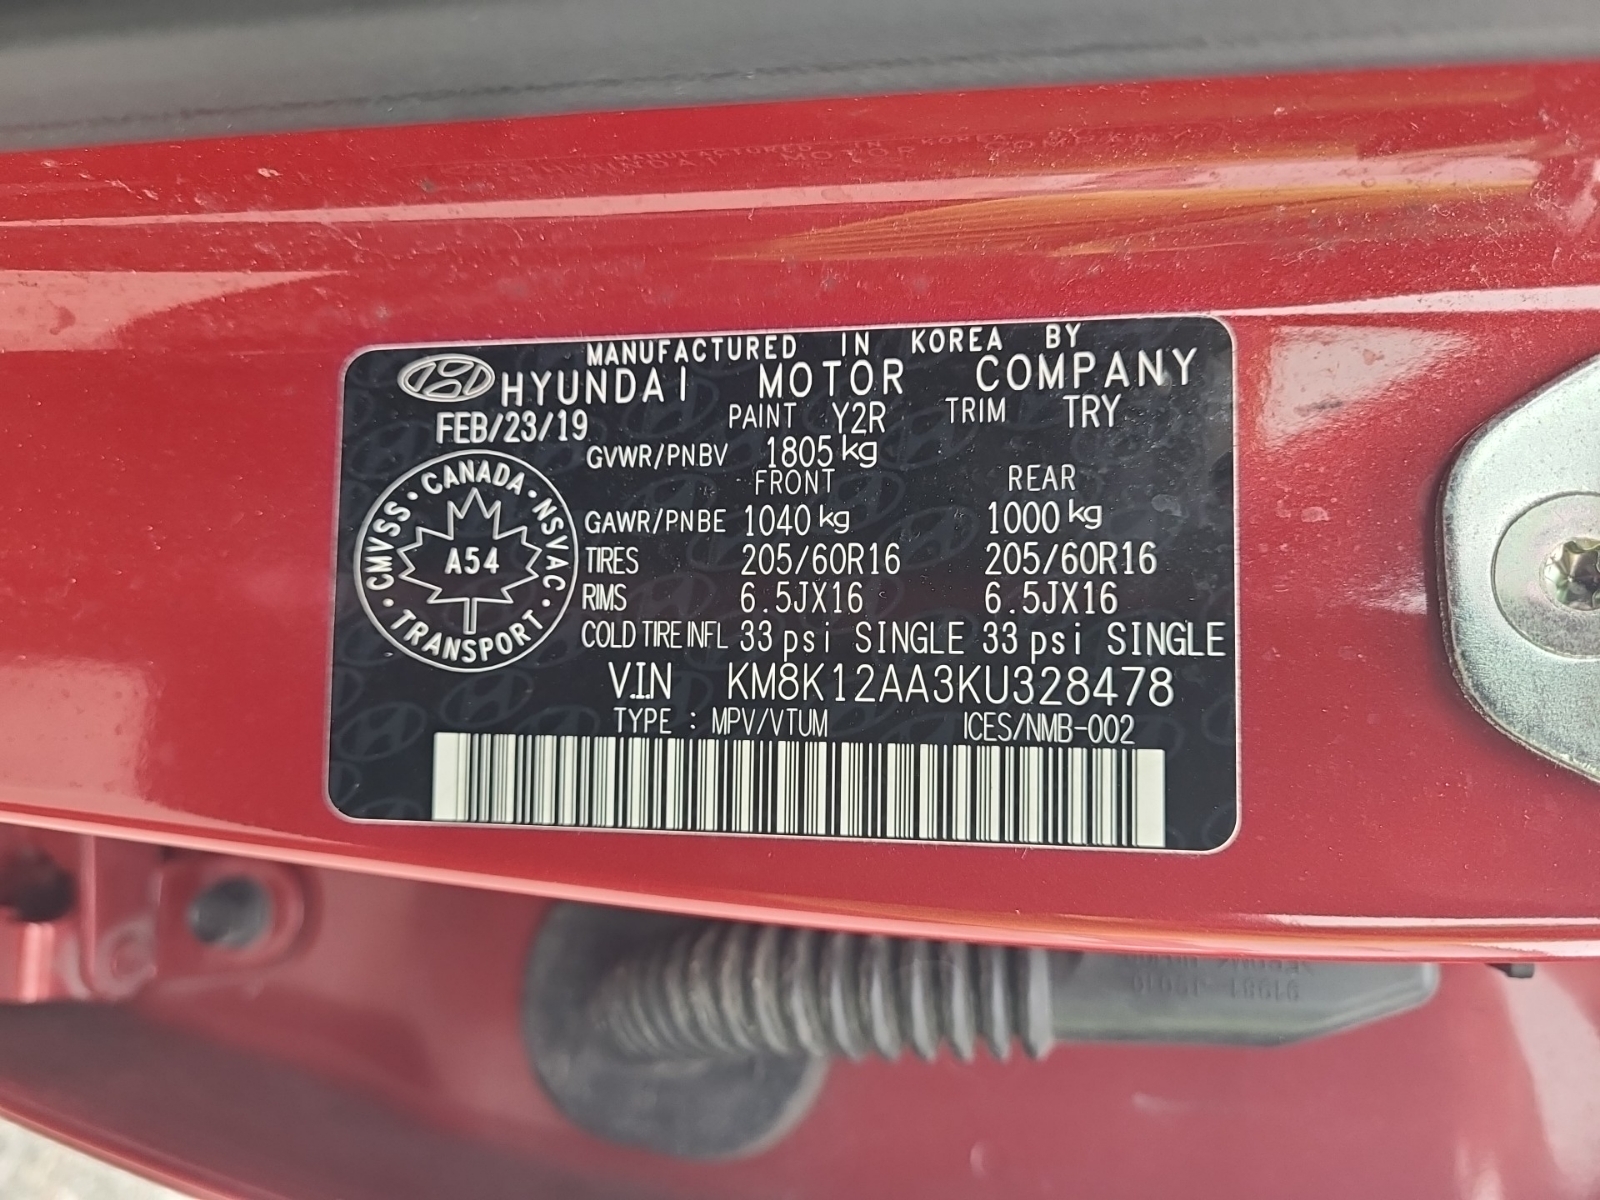 MANUFACTURED IN KOREA BY
HYUNDAI MOTOR COMPANY
FEB/23/19 PAINT Y2R TRIM TRY
GVWR/PNBV 1805 kg
FRONT REAR
GAWR/PNBE 1040 kg 1000 kg
TIRES 205/60R16 205/60R16
RIMS 6.5JX16 6.5JX16
COLD TIRE INFL 33 psi SINGLE 33 psi SINGLE
V.I.N KM8K12AA3KU328478
TYPE : MPV/VTUM ICES/NMB-002
CMVSS · CANADA · NSVAC · TRANSPORT ·
A54